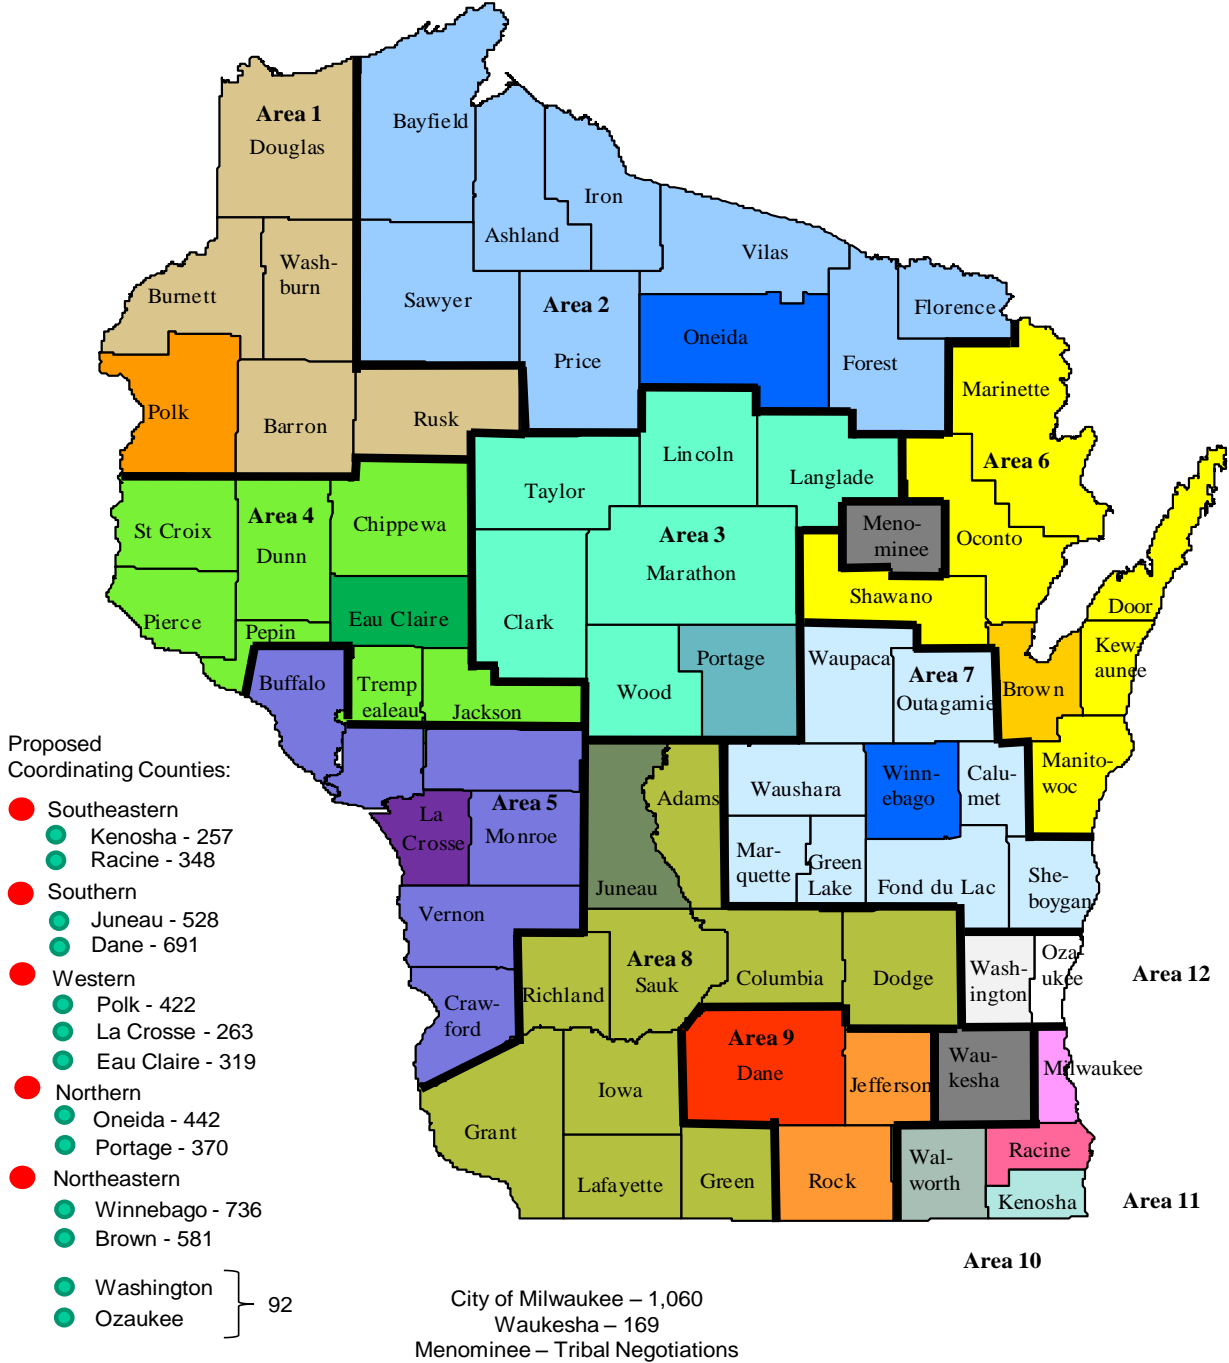 Area 1
Douglas
Bayfield
Iron
Ashland
Vilas
Wash-
burn
Burnett
Sawyer
Area 2
Price
Oneida
Florence
Forest
Marinette
Polk
Barron
Rusk
Lincoln
Langlade
Taylor
Area 6
St Croix
Area 4
Dunn
Chippewa
Area 3
Marathon
Meno-
minee
Oconto
Shawano
Door
Pierce
Pepin
Eau Claire
Clark
Wood
Portage
Waupaca
Area 7
Outagamie
Brown
Kew-
aunee
Buffalo
Tremp
ealeau
Jackson
Manito-
woc
Adams
Waushara
Winn-
ebago
Calu-
met
La
Crosse
Area 5
Monroe
Juneau
Mar-
quette
Green
Lake
Fond du Lac
She-
boygan
Vernon
Area 8
Sauk
Richland
Columbia
Dodge
Wash-
ington
Oza
ukee
Area 12
Craw-
ford
Area 9
Dane
Jefferson
Wau-
kesha
Milwaukee
Iowa
Grant
Lafayette
Green
Rock
Wal-
worth
Racine
Kenosha
Area 11
Area 10
Proposed
Coordinating Counties:
Southeastern
Kenosha - 257
Racine - 348
Southern
Juneau - 528
Dane - 691
Western
Polk - 422
La Crosse - 263
Eau Claire - 319
Northern
Oneida - 442
Portage - 370
Northeastern
Winnebago - 736
Brown - 581
Washington
Ozaukee
92
City of Milwaukee – 1,060
Waukesha – 169
Menominee – Tribal Negotiations